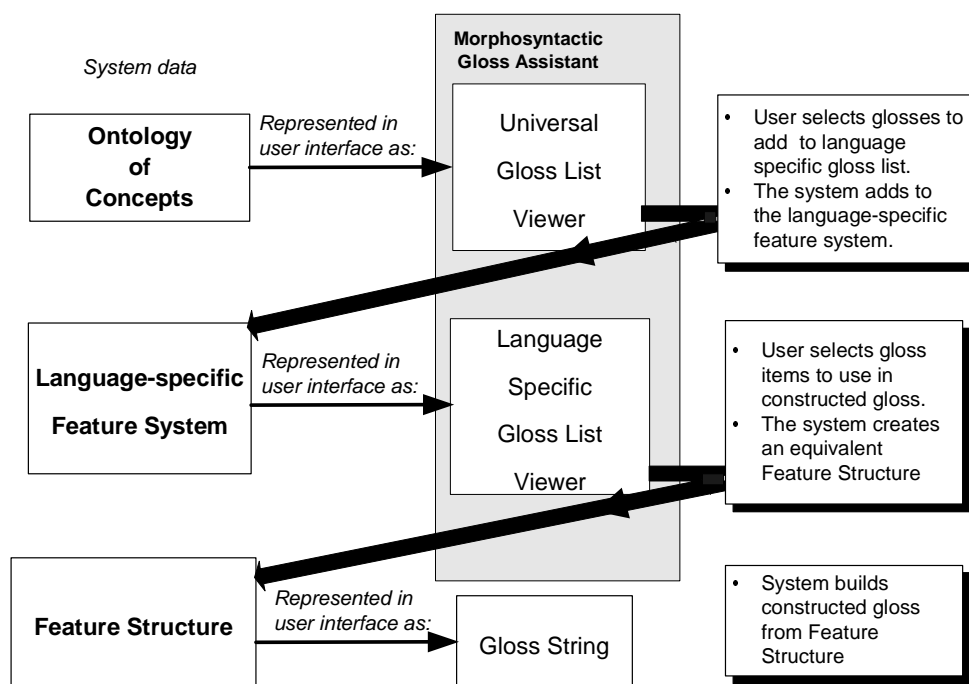 Morphosyntactic
Gloss Assistant
System data
Ontology
of
Concepts
Represented in
user interface as:
Universal
Gloss List
Viewer
• User selects glosses to
add to language
specific gloss list.
• The system adds to
the language-specific
feature system.
Language-specific
Feature System
Represented in
user interface as:
Language
Specific
Gloss List
Viewer
• User selects gloss
items to use in
constructed gloss.
• The system creates
an equivalent
Feature Structure
Feature Structure
Represented in
user interface as:
Gloss String
• System builds
constructed gloss
from Feature
Structure